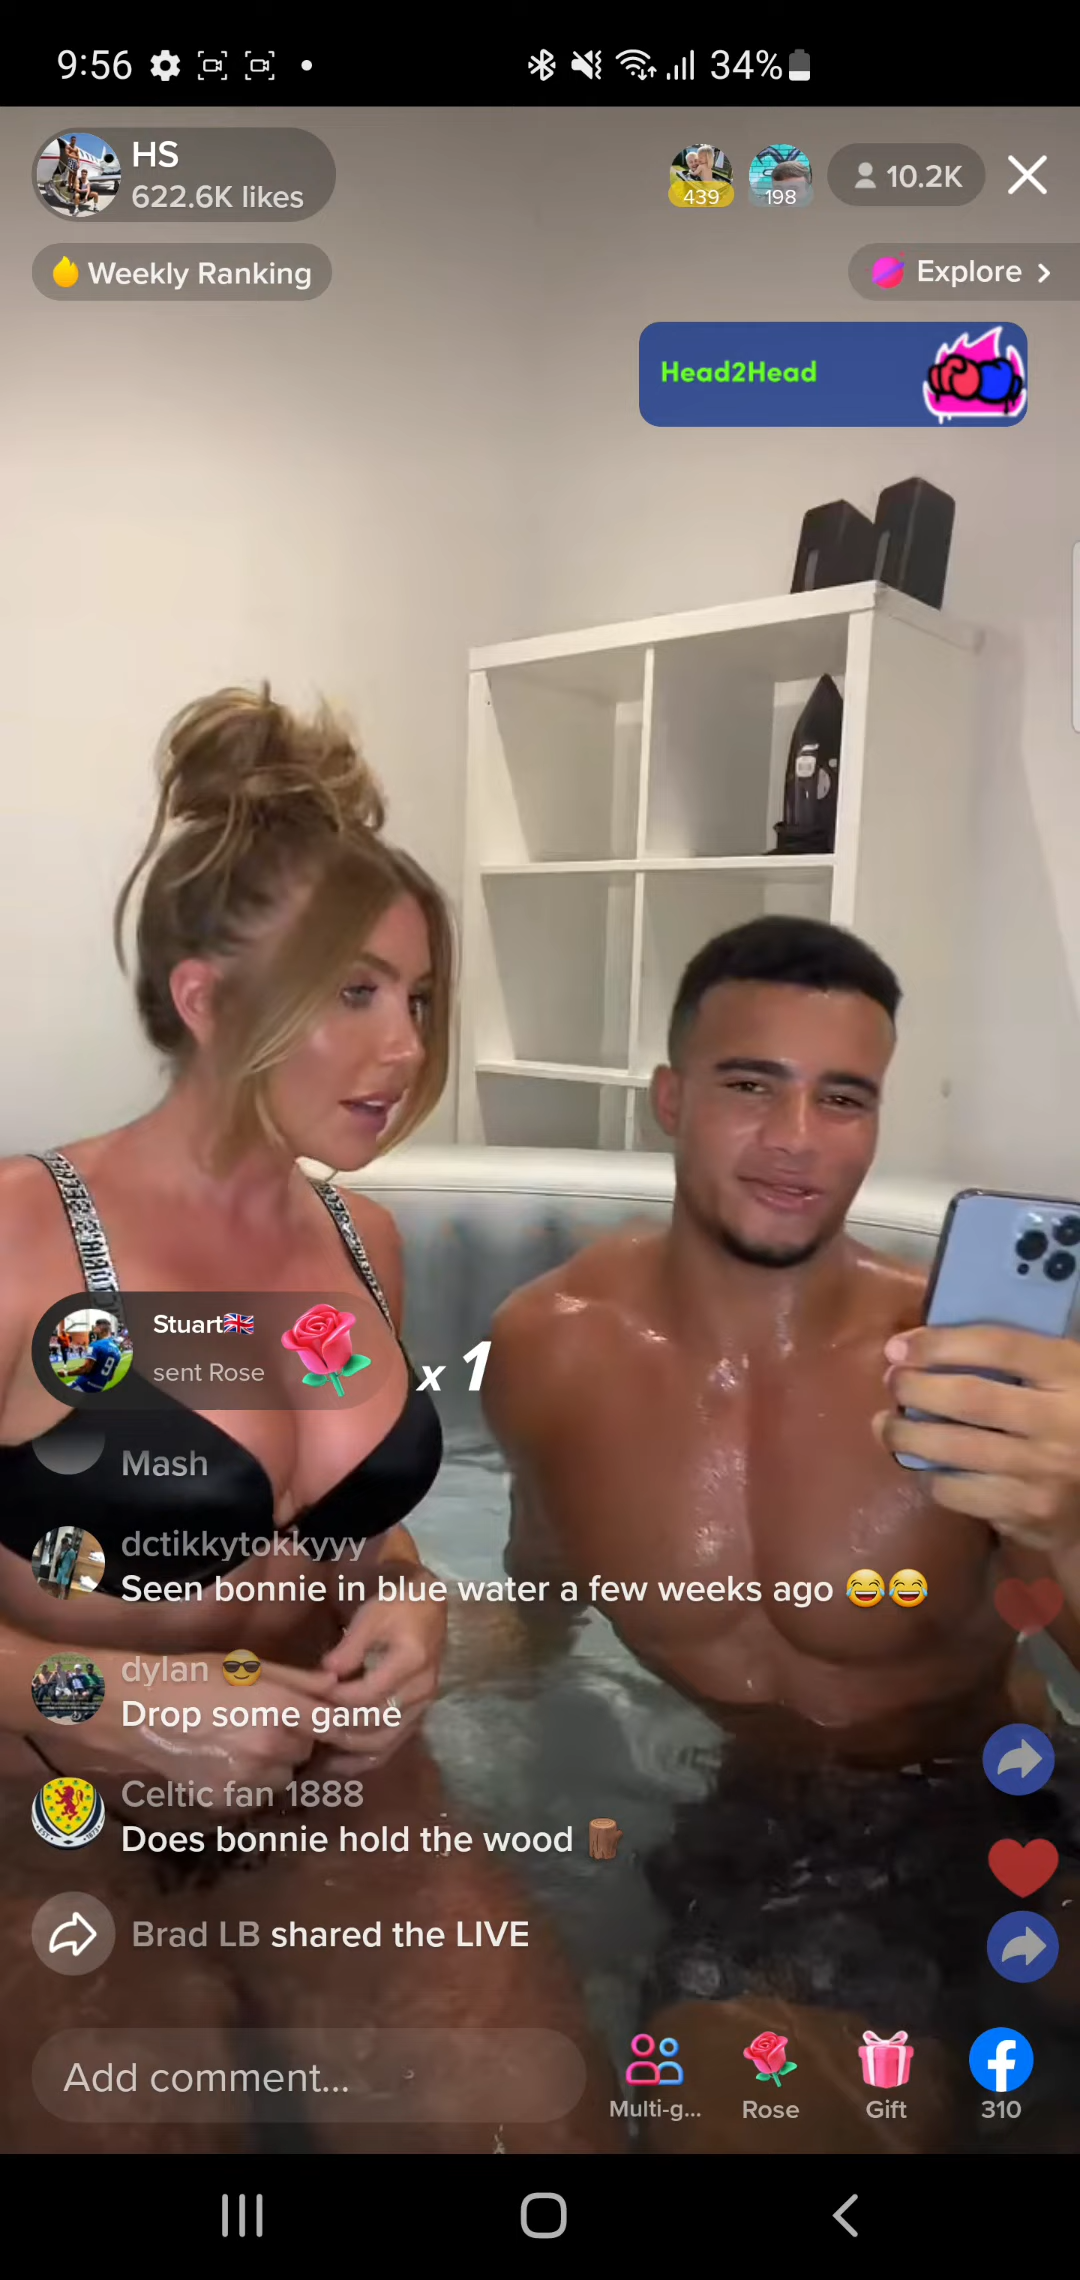 9:56
34%
HS
622.6K likes
439
198
10.2K
Weekly Ranking
Explore
Head2Head
Stuart🇬🇧
sent Rose
x 1
Mash
dctikkytokkyyy
Seen bonnie in blue water a few weeks ago 😂😂
dylan 😎
Drop some game
Celtic fan 1888
Does bonnie hold the wood 🪵
Brad LB shared the LIVE
Add comment...
Multi-g...
Rose
Gift
310